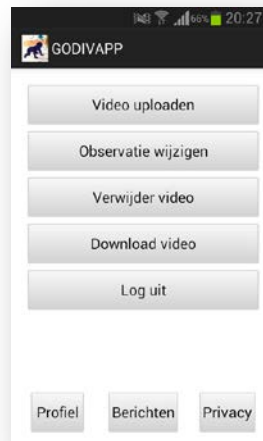 66% 20:27
GODIVAPP
Video uploaden
Observatie wijzigen
Verwijder video
Download video
Log uit
Profiel Berichten Privacy